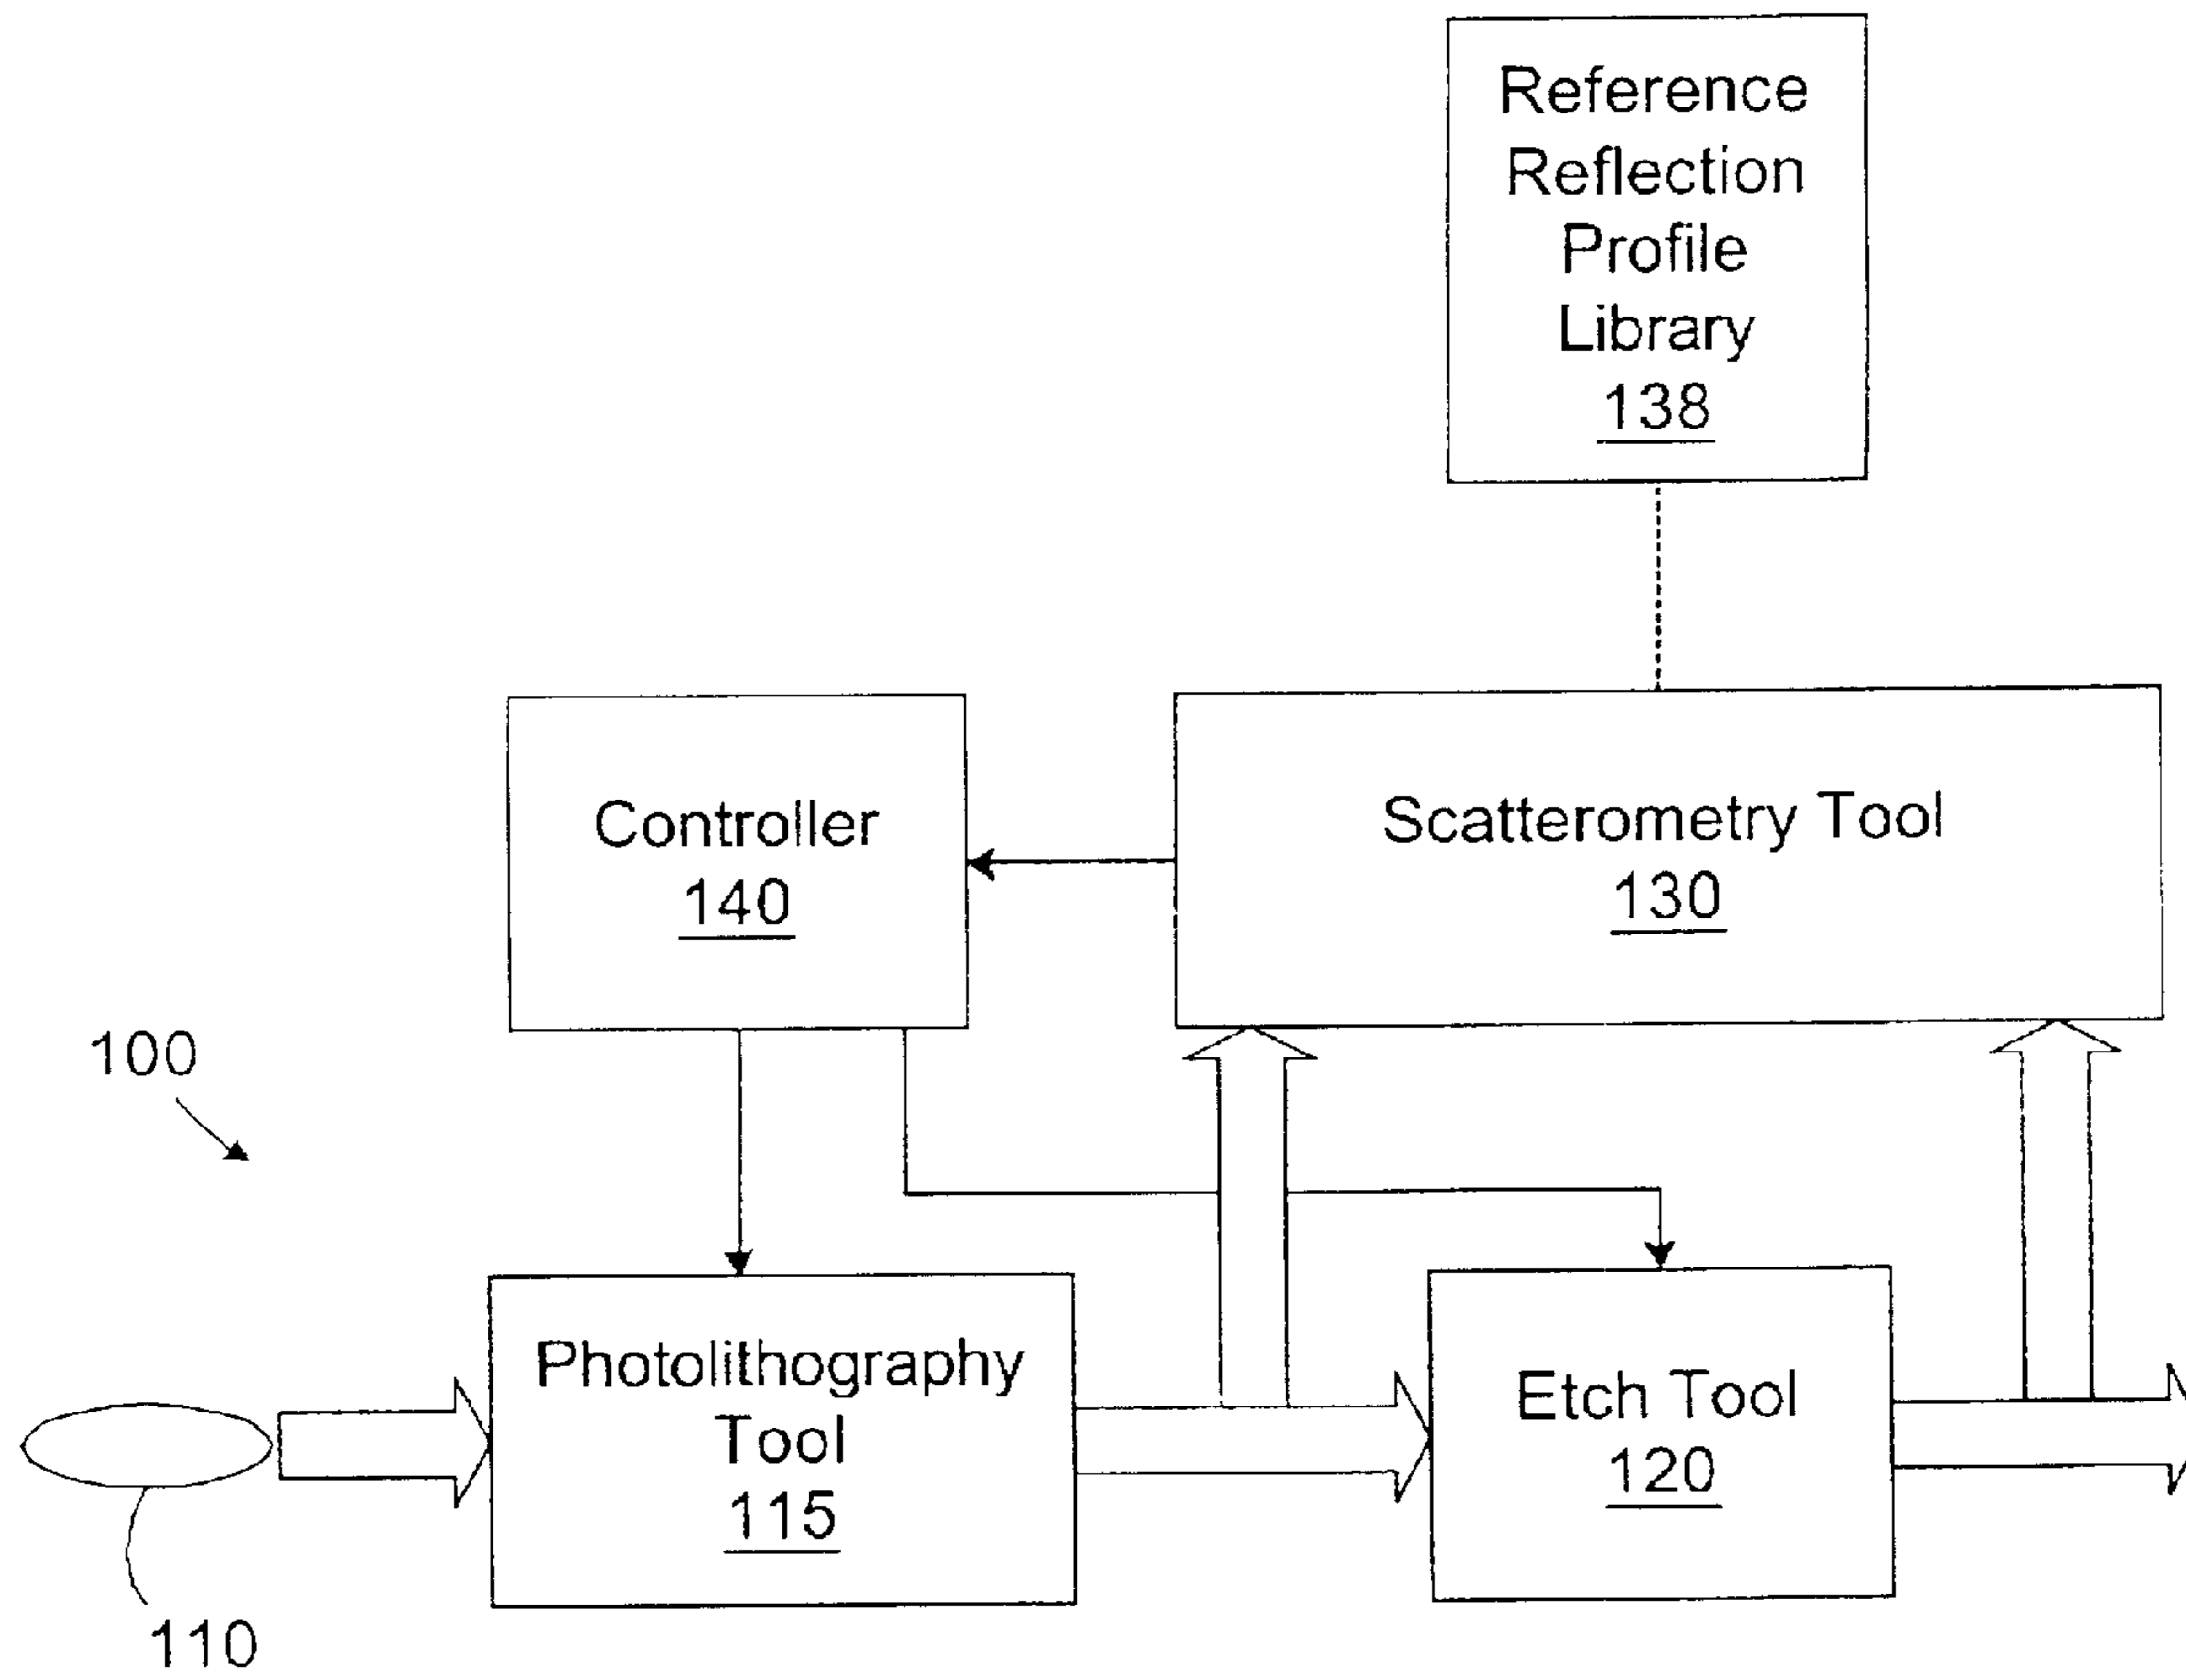 Reference
Reflection
Profile
Library
138
Controller
140
Scatterometry Tool
130
100
Photolithography
Tool
115
Etch Tool
120
110